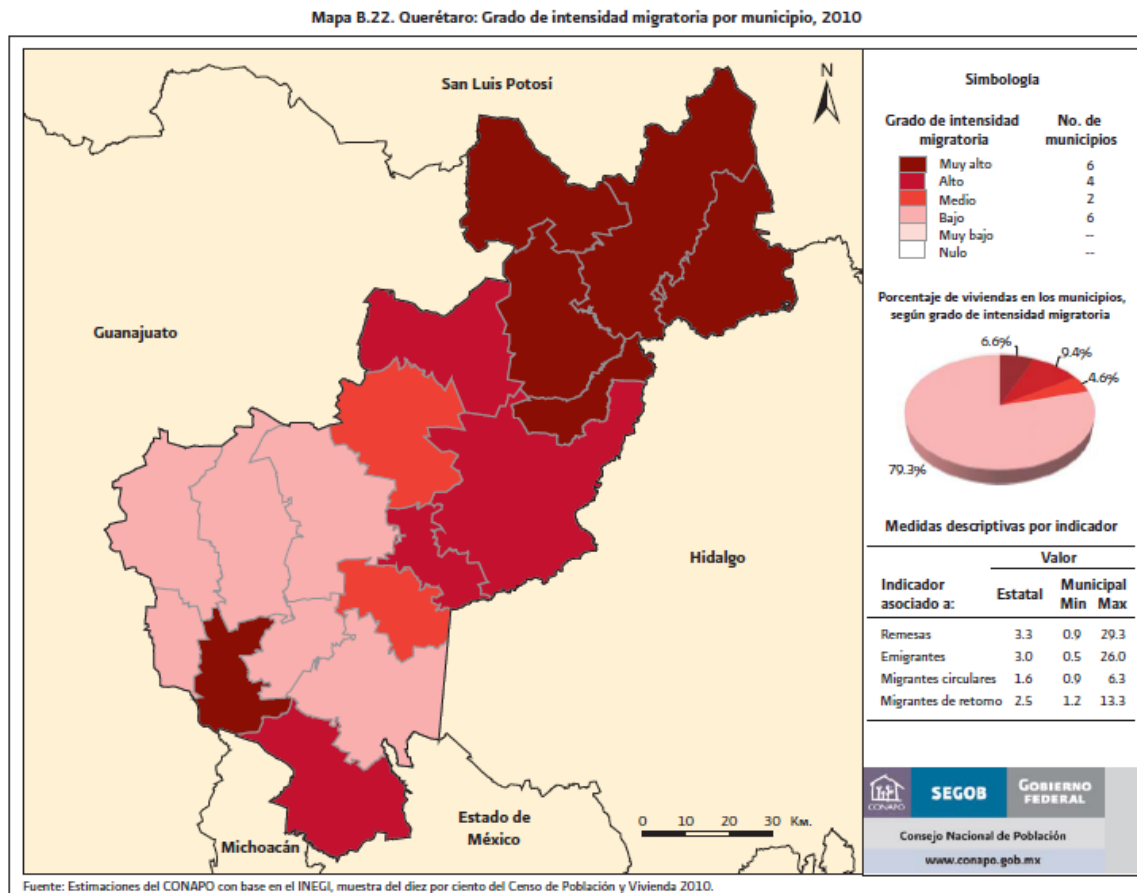 Mapa B.22. Querétaro: Grado de intensidad migratoria por municipio, 2010
San Luis Potosí
N
Guanajuato
Hidalgo
Michoacán
Estado de
México
0 10 20 30 Km.
Simbología
Grado de intensidad
migratoria
No. de
municipios
Muy alto 6
Alto 4
Medio 2
Bajo 6
Muy bajo --
Nulo --
Porcentaje de viviendas en los municipios,
según grado de intensidad migratoria
6.6%
9.4%
4.6%
79.3%
Medidas descriptivas por indicador
Valor
Indicador
asociado a:
Estatal
Municipal
Min Max
Remesas 3.3 0.9 29.3
Emigrantes 3.0 0.5 26.0
Migrantes circulares 1.6 0.9 6.3
Migrantes de retorno 2.5 1.2 13.3
CONAPO
SEGOB
Gobierno
Federal
Consejo Nacional de Población
www.conapo.gob.mx
Fuente: Estimaciones del CONAPO con base en el INEGI, muestra del diez por ciento del Censo de Población y Vivienda 2010.